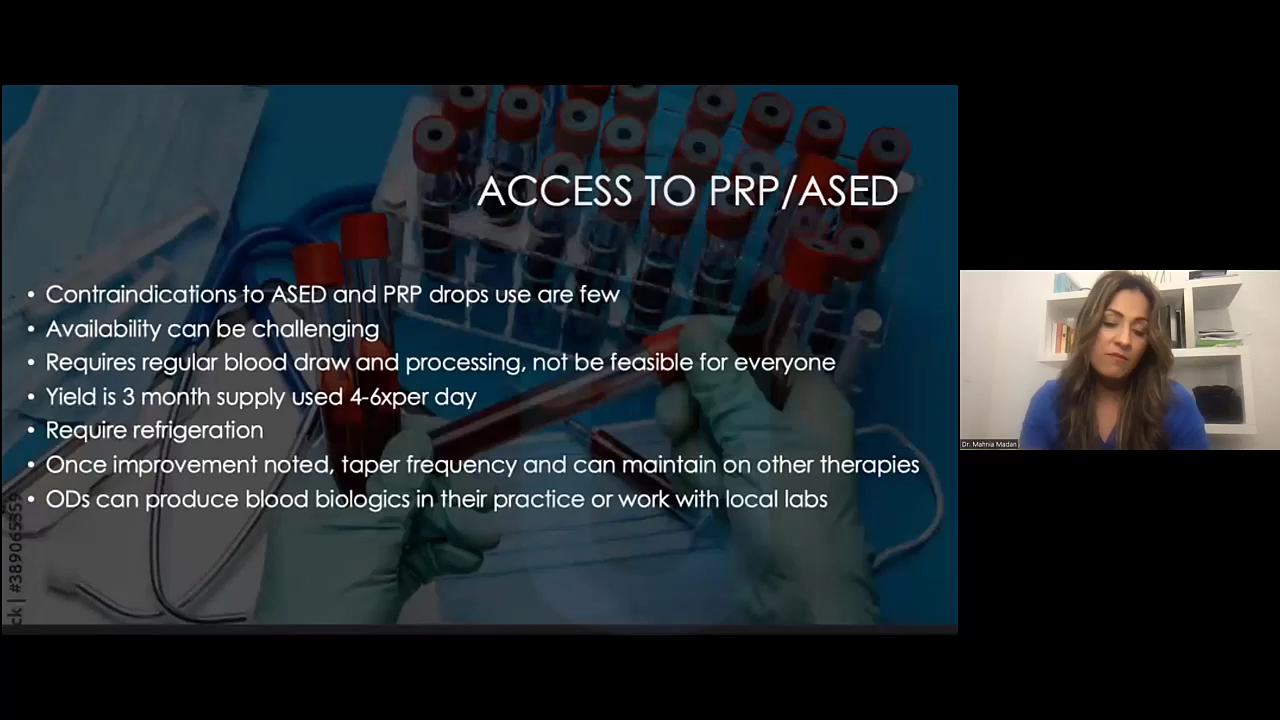 ACCESS TO PRP/ASED
• Contraindications to ASED and PRP drops use are few
• Availability can be challenging
• Requires regular blood draw and processing, not be feasible for everyone
• Yield is 3 month supply used 4-6xper day
• Require refrigeration
• Once improvement noted, taper frequency and can maintain on other therapies
• ODs can produce blood biologics in their practice or work with local labs
ck | #389065359
Dr. Mahnia Madan